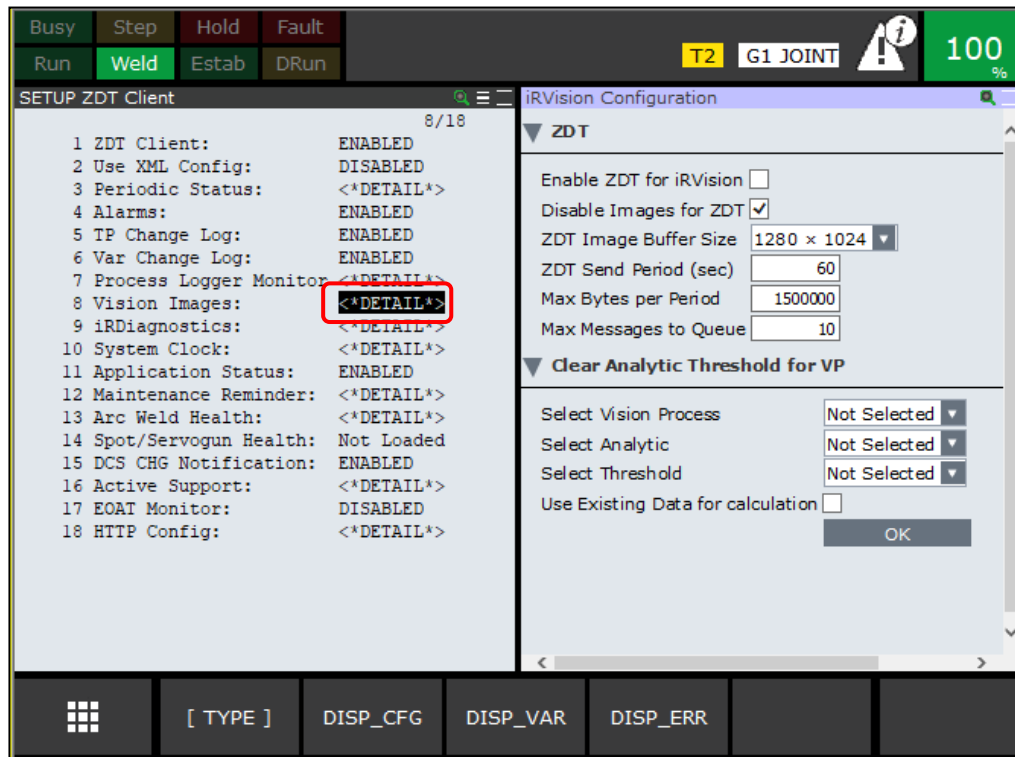 Busy Step Hold Fault
Run Weld Estab DRun
T2 G1 JOINT i 100 %
SETUP ZDT Client
8/18
1 ZDT Client: ENABLED
2 Use XML Config: DISABLED
3 Periodic Status: <*DETAIL*>
4 Alarms: ENABLED
5 TP Change Log: ENABLED
6 Var Change Log: ENABLED
7 Process Logger Monitor <*DETAIL*>
8 Vision Images: <*DETAIL*>
9 iRDiagnostics: <*DETAIL*>
10 System Clock: <*DETAIL*>
11 Application Status: ENABLED
12 Maintenance Reminder: <*DETAIL*>
13 Arc Weld Health: <*DETAIL*>
14 Spot/Servogun Health: Not Loaded
15 DCS CHG Notification: ENABLED
16 Active Support: <*DETAIL*>
17 EOAT Monitor: DISABLED
18 HTTP Config: <*DETAIL*>
iRVision Configuration
ZDT
Enable ZDT for iRVision
Disable Images for ZDT
ZDT Image Buffer Size 1280 × 1024
ZDT Send Period (sec) 60
Max Bytes per Period 1500000
Max Messages to Queue 10
Clear Analytic Threshold for VP
Select Vision Process Not Selected
Select Analytic Not Selected
Select Threshold Not Selected
Use Existing Data for calculation
OK
[ TYPE ] DISP_CFG DISP_VAR DISP_ERR